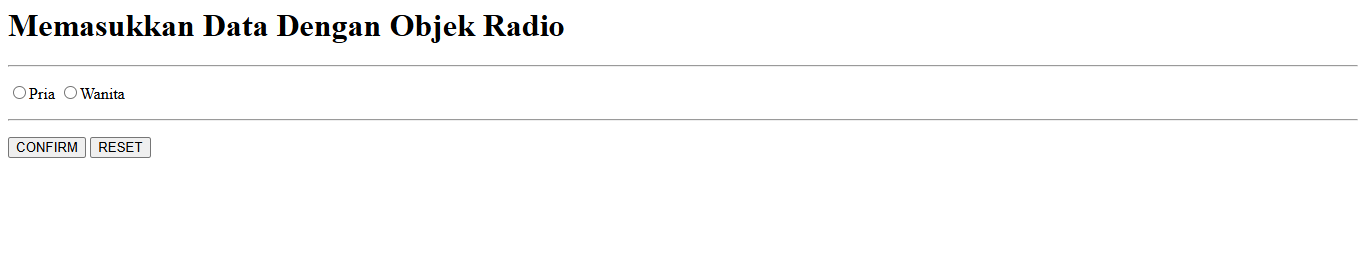 Memasukkan Data Dengan Objek Radio
Pria Wanita
CONFIRM RESET